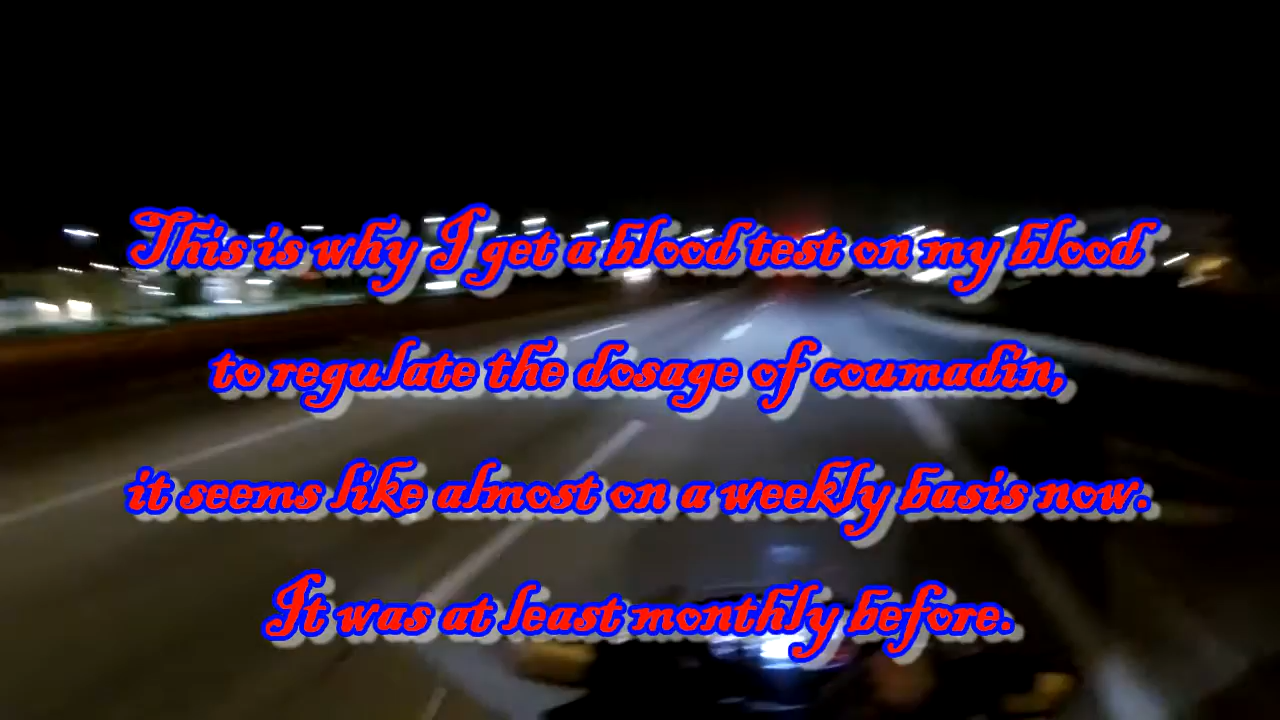 This is why I get a blood test on my blood
to regulate the dosage of coumadin,
it seems like almost on a weekly basis now.
It was at least monthly before.